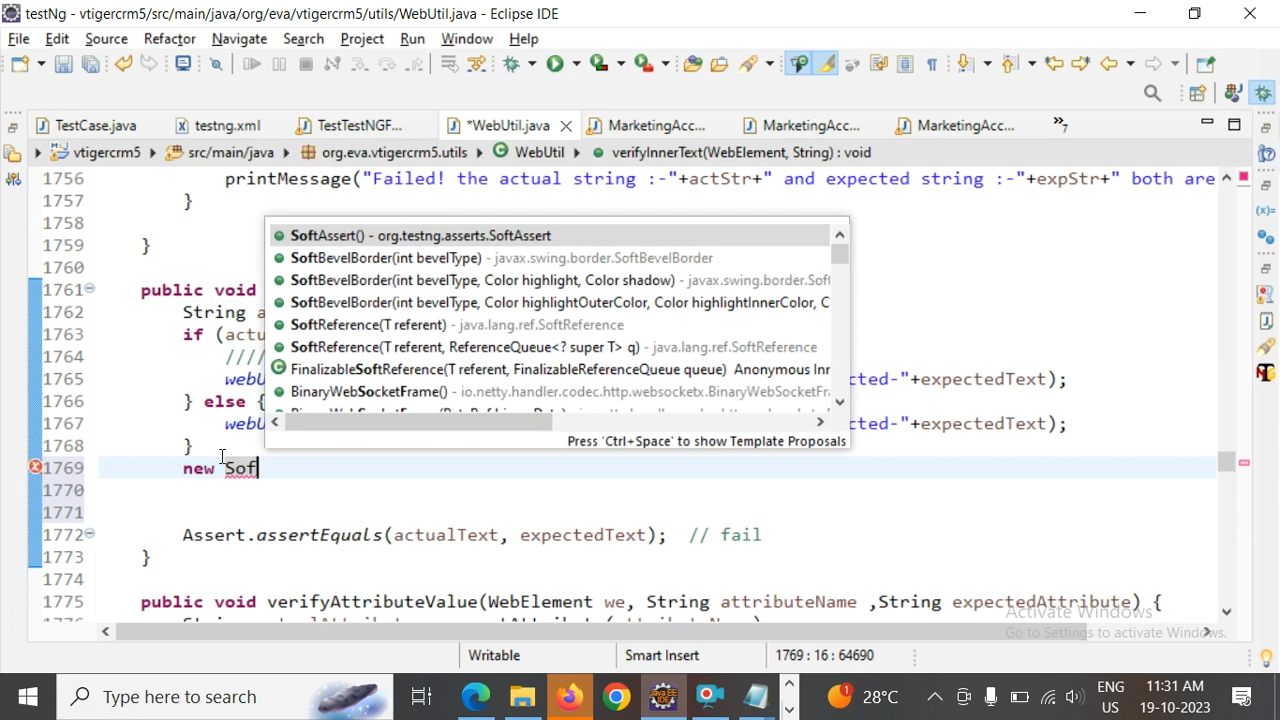 testNg - vtigercrm5/src/main/java/org/eva/vtigercrm5/utils/WebUtil.java - Eclipse IDE
File Edit Source Refactor Navigate Search Project Run Window Help
TestCase.java testng.xml TestTestNGF... *WebUtil.java MarketingAcc... MarketingAcc... MarketingAcc... »7
vtigercrm5 src/main/java org.eva.vtigercrm5.utils WebUtil verifyInnerText(WebElement, String) : void
1756 printMessage("Failed! the actual string :-"+actStr+" and expected string :-"+expStr+" both are
1757 }
1758
1759 }
1760
1761 public void
1762 String a
1763 if (actu
1764 ////
1765 webU cted-"+expectedText);
1766 } else {
1767 webU cted-"+expectedText);
1768 }
1769 new Sof
1770
1771
1772 Assert.assertEquals(actualText, expectedText); // fail
1773 }
1774
1775 public void verifyAttributeValue(WebElement we, String attributeName ,String expectedAttribute) {
SoftAssert() - org.testng.asserts.SoftAssert
SoftBevelBorder(int bevelType) - javax.swing.border.SoftBevelBorder
SoftBevelBorder(int bevelType, Color highlight, Color shadow) - javax.swing.border.Soft
SoftBevelBorder(int bevelType, Color highlightOuterColor, Color highlightInnerColor, C
SoftReference(T referent) - java.lang.ref.SoftReference
SoftReference(T referent, ReferenceQueue<? super T> q) - java.lang.ref.SoftReference
FinalizableSoftReference(T referent, FinalizableReferenceQueue queue) Anonymous Inn
BinaryWebSocketFrame() - io.netty.handler.codec.http.websocketx.BinaryWebSocketFra
Press 'Ctrl+Space' to show Template Proposals
Activate Windows
Go to Settings to activate Windows.
Writable Smart Insert 1769 : 16 : 64690
Type here to search 1 28°C ENG 11:31 AM
US 19-10-2023